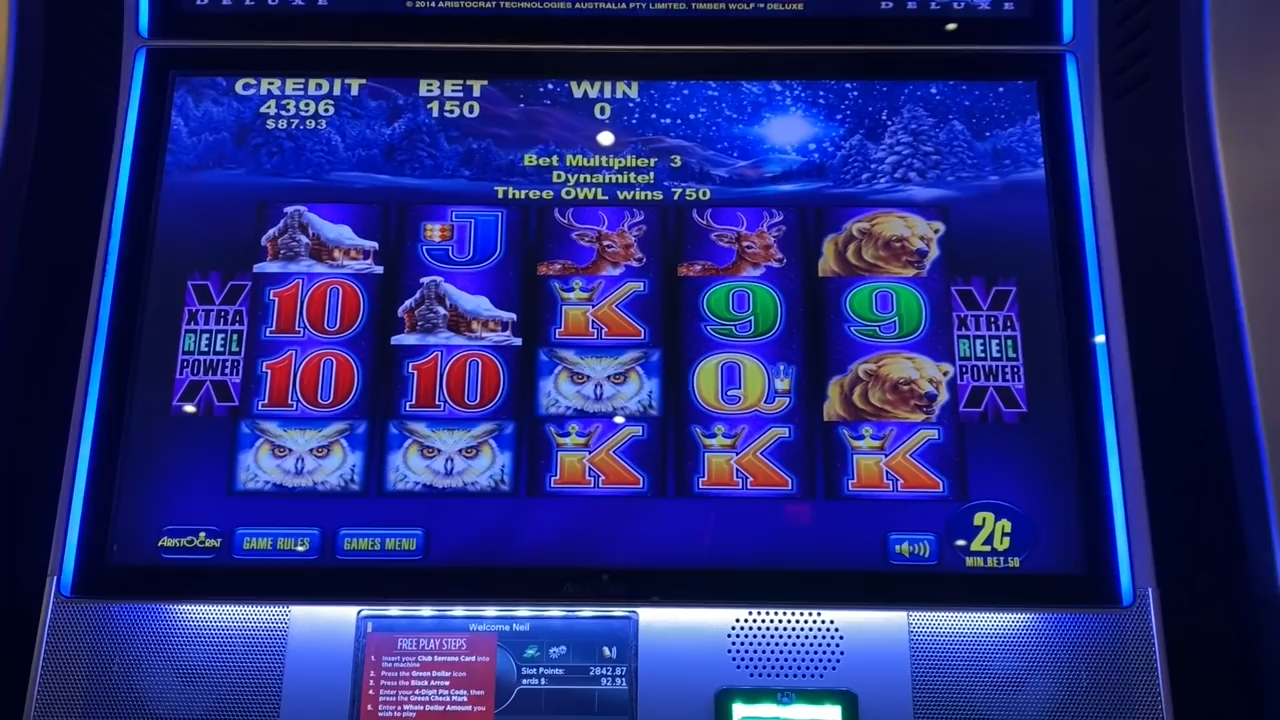 DELUXE
© 2014 ARISTOCRAT TECHNOLOGIES AUSTRALIA PTY LIMITED. TIMBER WOLF ™ DELUXE
DELUXE
CREDIT
4396
$87.93
BET
150
WIN
0
Bet Multiplier 3
Dynamite!
Three OWL wins 750
J
10 K 9 9
10 10 Q
K K K
XTRA
REEL
POWER
XTRA
REEL
POWER
ARISTOCRAT
GAME RULES
GAMES MENU
2¢
MIN BET 50
Welcome Neil
FREE PLAY STEPS
1. Insert your Club Serrano Card into
the machine
2. Press the Green Dollar icon
3. Press the Black Arrow
4. Enter your 4-Digit Pin Code, then
press the Green Check Mark
5. Enter a Whole Dollar Amount you
wish to play
Slot Points: 2842.87
ards $: 92.91